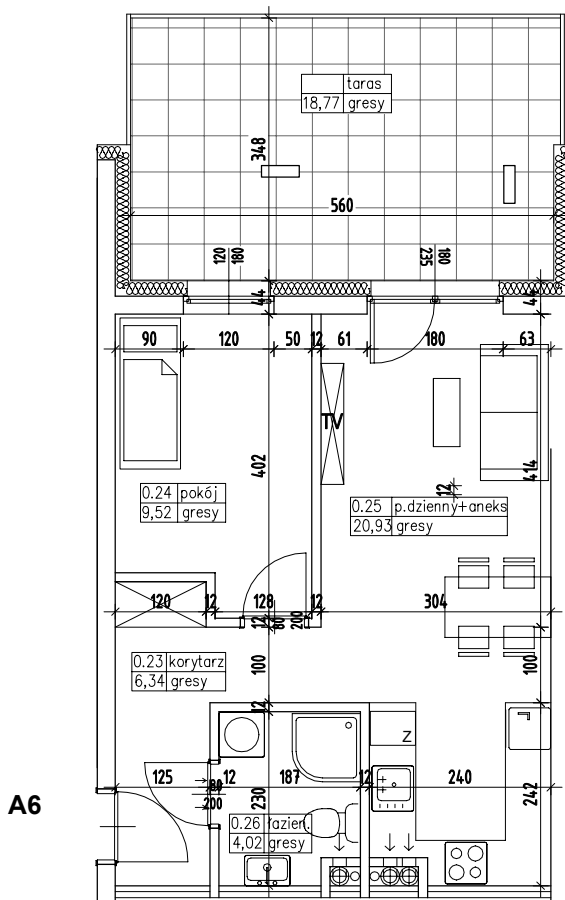 taras
18,77 gresy
348
560
120
180
180
235
44
44
90 120 50 12 61 180 63
TV
402
414
12
0.24 pokój
9,52 gresy
0.25 p.dzienny+aneks
20,93 gresy
120 12 128 12 304
12
80
200
0.23 korytarz
6,34 gresy
100
100
12
Z
125 12 187 12 240
80
200
230
242
A6
0.26 łazien.
4,02 gresy